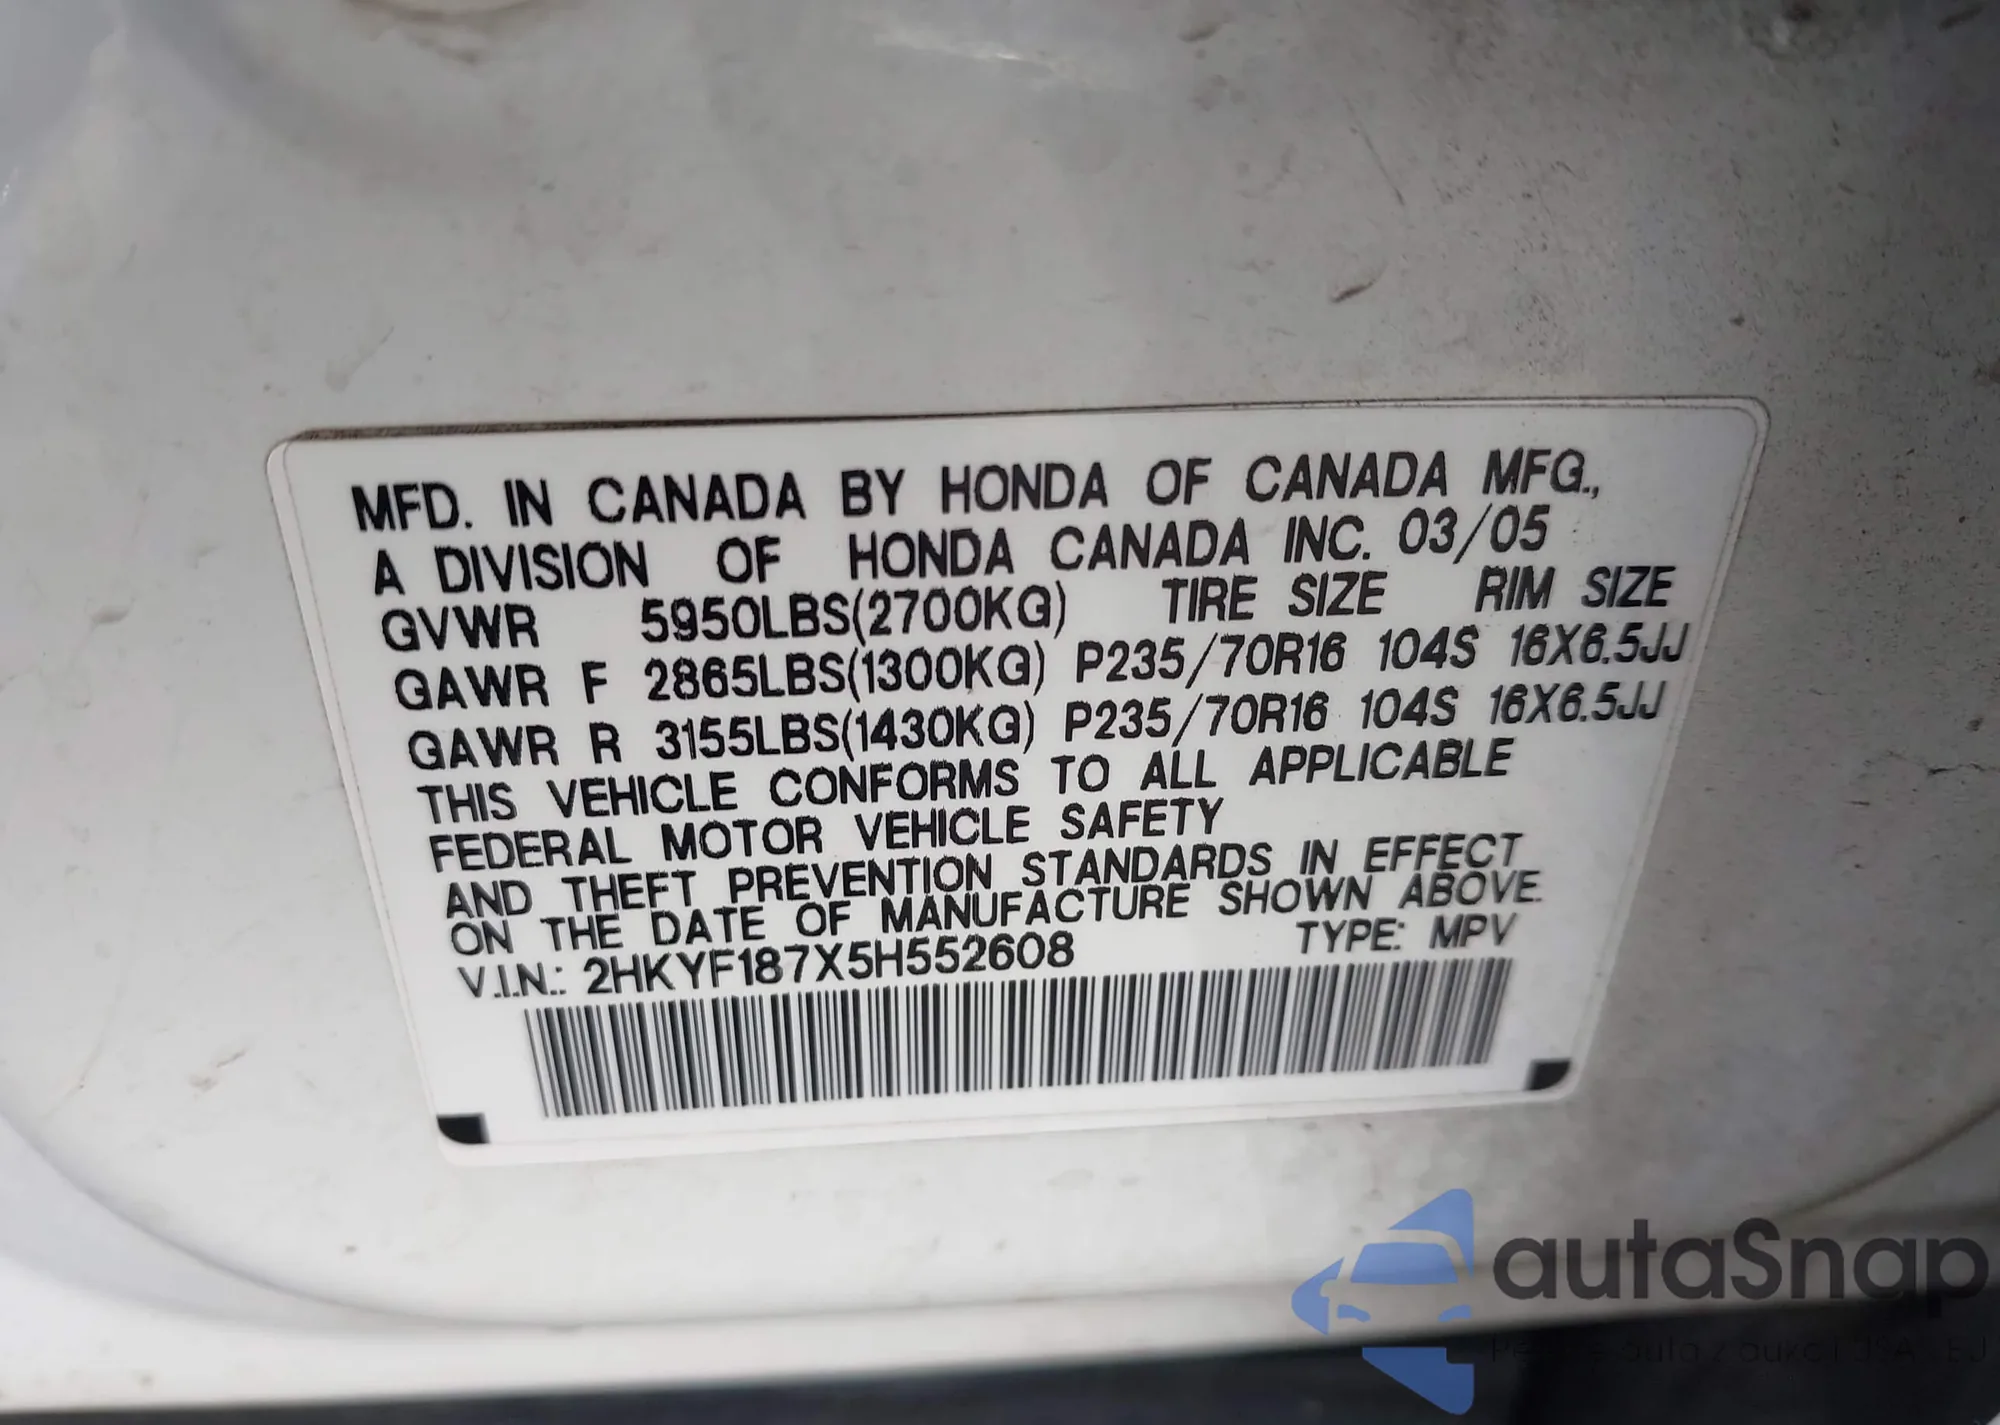 MFD. IN CANADA BY HONDA OF CANADA MFG.,
A DIVISION OF HONDA CANADA INC. 03/05
GVWR 5950LBS(2700KG) TIRE SIZE RIM SIZE
GAWR F 2865LBS(1300KG) P235/70R16 104S 16X6.5JJ
GAWR R 3155LBS(1430KG) P235/70R16 104S 16X6.5JJ
THIS VEHICLE CONFORMS TO ALL APPLICABLE
FEDERAL MOTOR VEHICLE SAFETY
AND THEFT PREVENTION STANDARDS IN EFFECT
ON THE DATE OF MANUFACTURE SHOWN ABOVE.
V.I.N.: 2HKYF187X5H552608 TYPE: MPV
autaSnap